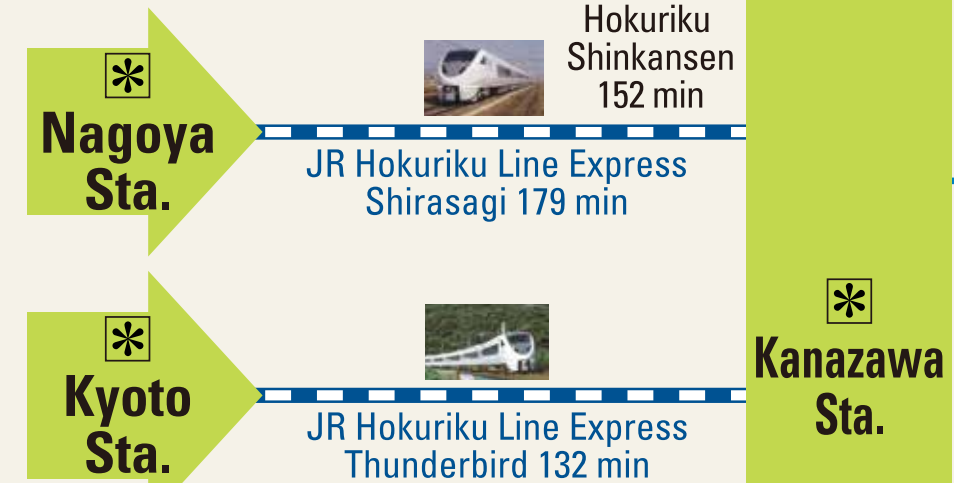 Hokuriku
Shinkansen
152 min
*
Nagoya
Sta.
JR Hokuriku Line Express
Shirasagi 179 min
*
Kyoto
Sta.
JR Hokuriku Line Express
Thunderbird 132 min
*
Kanazawa
Sta.